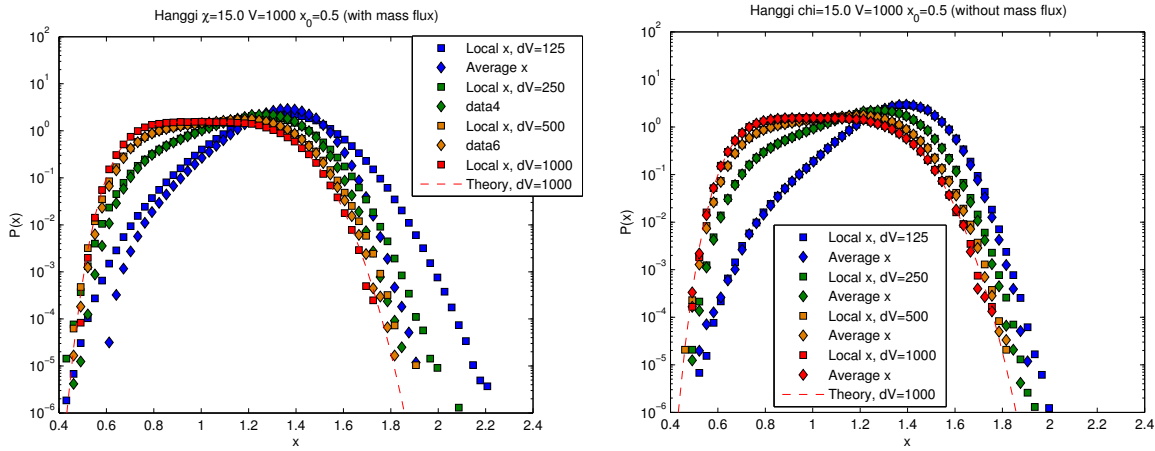 Hanggi χ=15.0 V=1000 x0=0.5 (with mass flux)
10^2
10^1
10^0
10^-1
10^-2
10^-3
10^-4
10^-5
10^-6
P(x)
Local x, dV=125
Average x
Local x, dV=250
data4
Local x, dV=500
data6
Local x, dV=1000
Theory, dV=1000
0.4 0.6 0.8 1 1.2 1.4 1.6 1.8 2 2.2 2.4
x
Hanggi chi=15.0 V=1000 x0=0.5 (without mass flux)
10^2
10^1
10^0
10^-1
10^-2
10^-3
10^-4
10^-5
10^-6
P(x)
Local x, dV=125
Average x
Local x, dV=250
Average x
Local x, dV=500
Average x
Local x, dV=1000
Average x
Theory, dV=1000
0.4 0.6 0.8 1 1.2 1.4 1.6 1.8 2 2.2 2.4
x